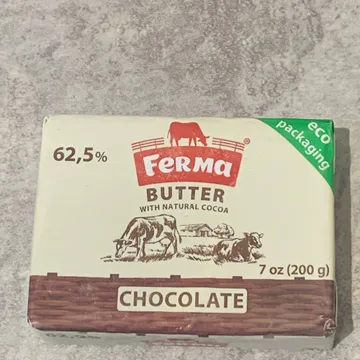 eco
packaging
62,5%
Ferma®
BUTTER
WITH NATURAL COCOA
7 oz (200 g)
CHOCOLATE